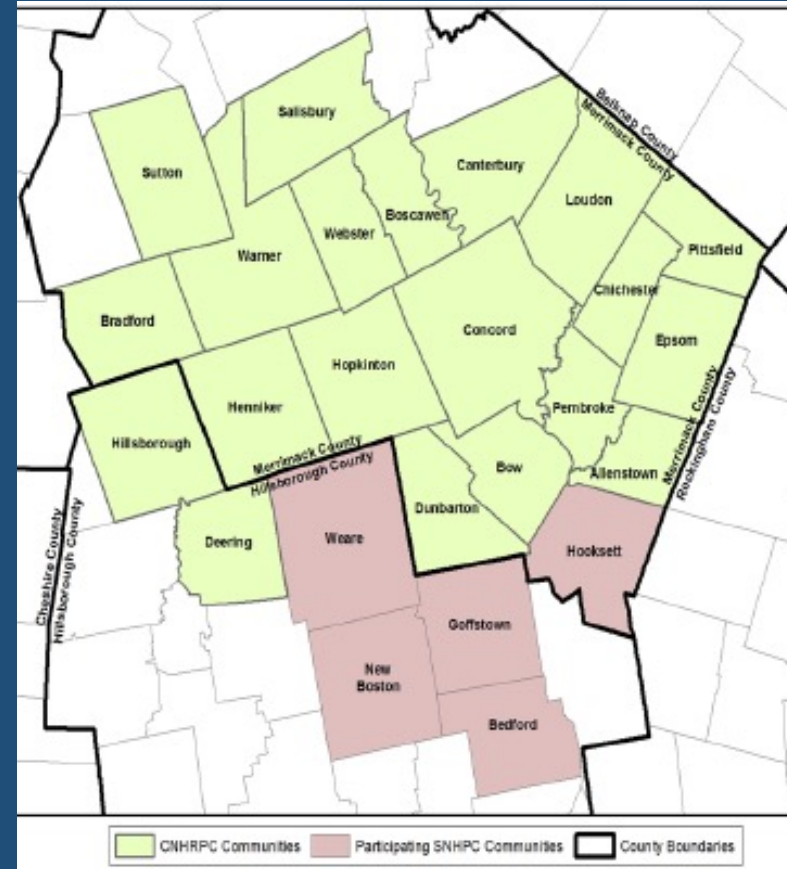 Belknap County
Merrimack County
Salisbury
Sutton
Canterbury
Loudon
Boscawen
Webster
Warner
Pittsfield
Chichester
Bradford
Concord
Epsom
Hopkinton
Henniker
Pembroke
Hillsborough
Merrimack County
Hillsborough County
Merrimack County
Rockingham County
Bow
Allenstown
Dunbarton
Deering
Weare
Hooksett
Cheshire County
Hillsborough County
Goffstown
New
Boston
Bedford
CNHRPC Communities
Participating SNHPC Communities
County Boundaries